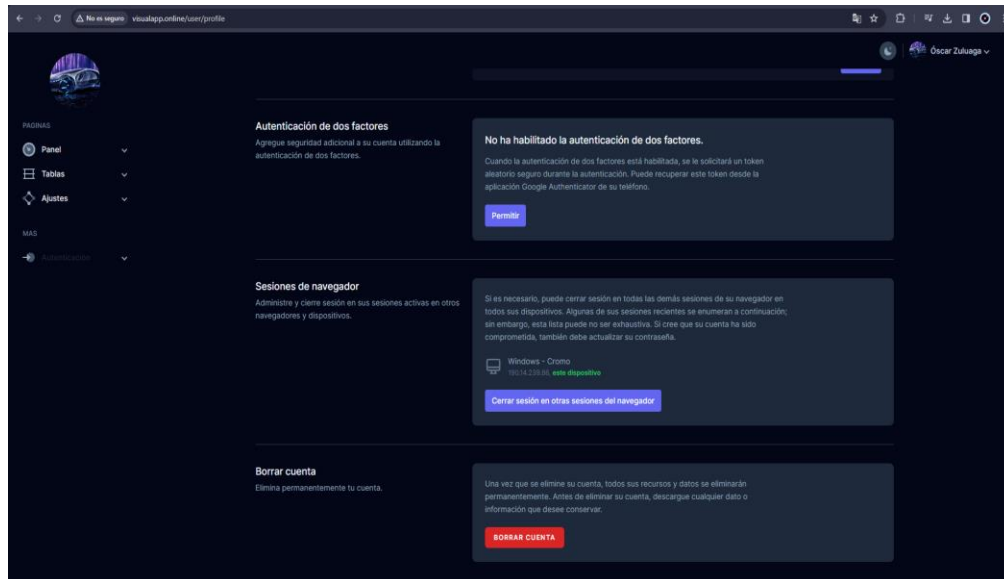 No es seguro visualapp.online/user/profile
Óscar Zuluaga
PAGINAS
Panel
Tablas
Ajustes
MAS
Autenticación
Autenticación de dos factores
Agregue seguridad adicional a su cuenta utilizando la
autenticación de dos factores.
No ha habilitado la autenticación de dos factores.
Cuando la autenticación de dos factores está habilitada, se le solicitará un token
aleatorio seguro durante la autenticación. Puede recuperar este token desde la
aplicación Google Authenticator de su teléfono.
Permitir
Sesiones de navegador
Administre y cierre sesión en sus sesiones activas en otros
navegadores y dispositivos.
Si es necesario, puede cerrar sesión en todas las demás sesiones de su navegador en
todos sus dispositivos. Algunas de sus sesiones recientes se enumeran a continuación;
sin embargo, esta lista puede no ser exhaustiva. Si cree que su cuenta ha sido
comprometida, también debe actualizar su contraseña.
Windows - Cromo
190.14.239.98, este dispositivo
Cerrar sesión en otras sesiones del navegador
Borrar cuenta
Elimina permanentemente tu cuenta.
Una vez que se elimine su cuenta, todos sus recursos y datos se eliminarán
permanentemente. Antes de eliminar su cuenta, descargue cualquier dato o
información que desee conservar.
BORRAR CUENTA